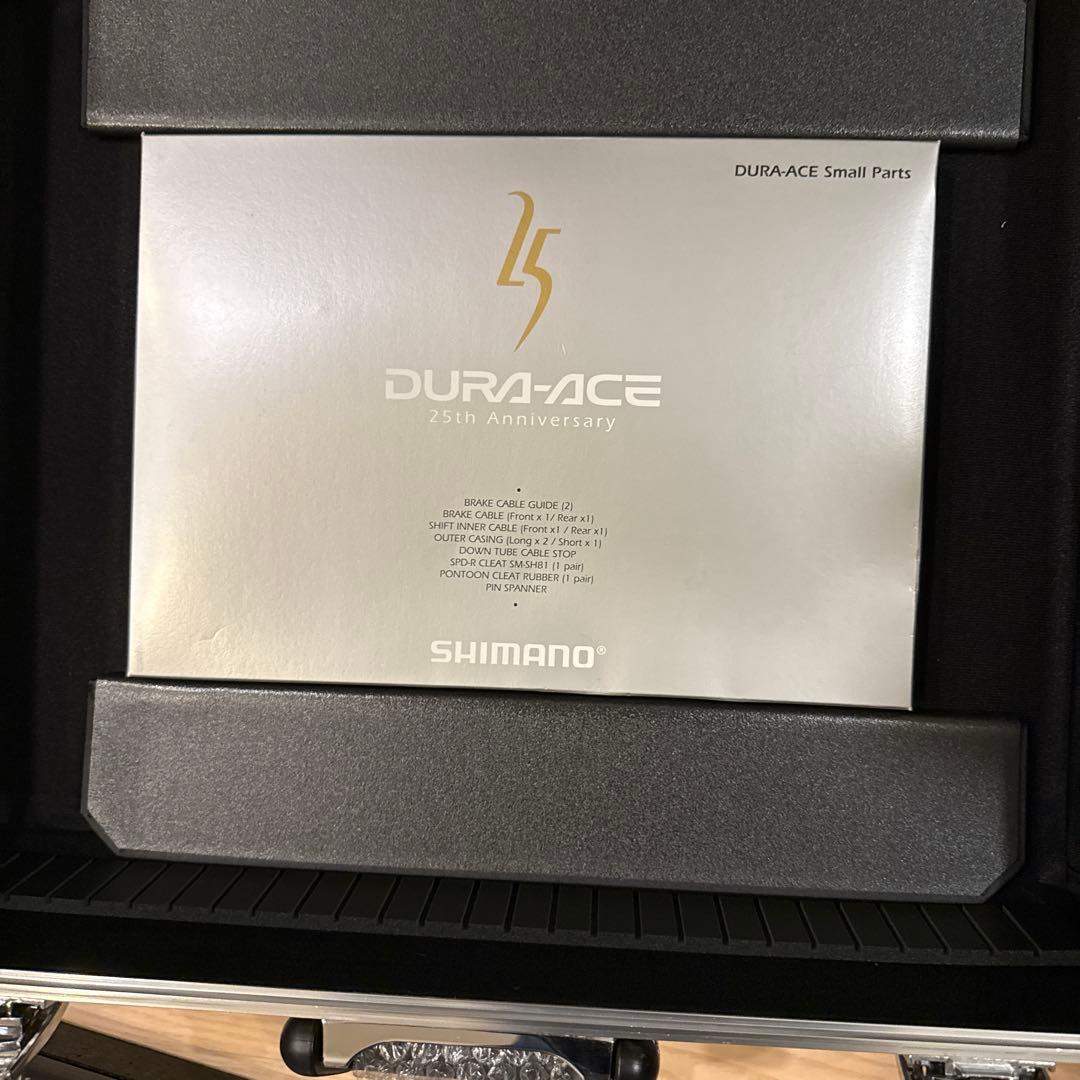 DURA-ACE Small Parts
25
DURA-ACE
25th Anniversary
BRAKE CABLE GUIDE (2)
BRAKE CABLE (Front x 1/ Rear x1)
SHIFT INNER CABLE (Front x1 / Rear x1)
OUTER CASING (Long x 2 / Short x 1)
DOWN TUBE CABLE STOP
SPD-R CLEAT SM-SH81 (1 pair)
PONTOON CLEAT RUBBER (1 pair)
PIN SPANNER
SHIMANO®